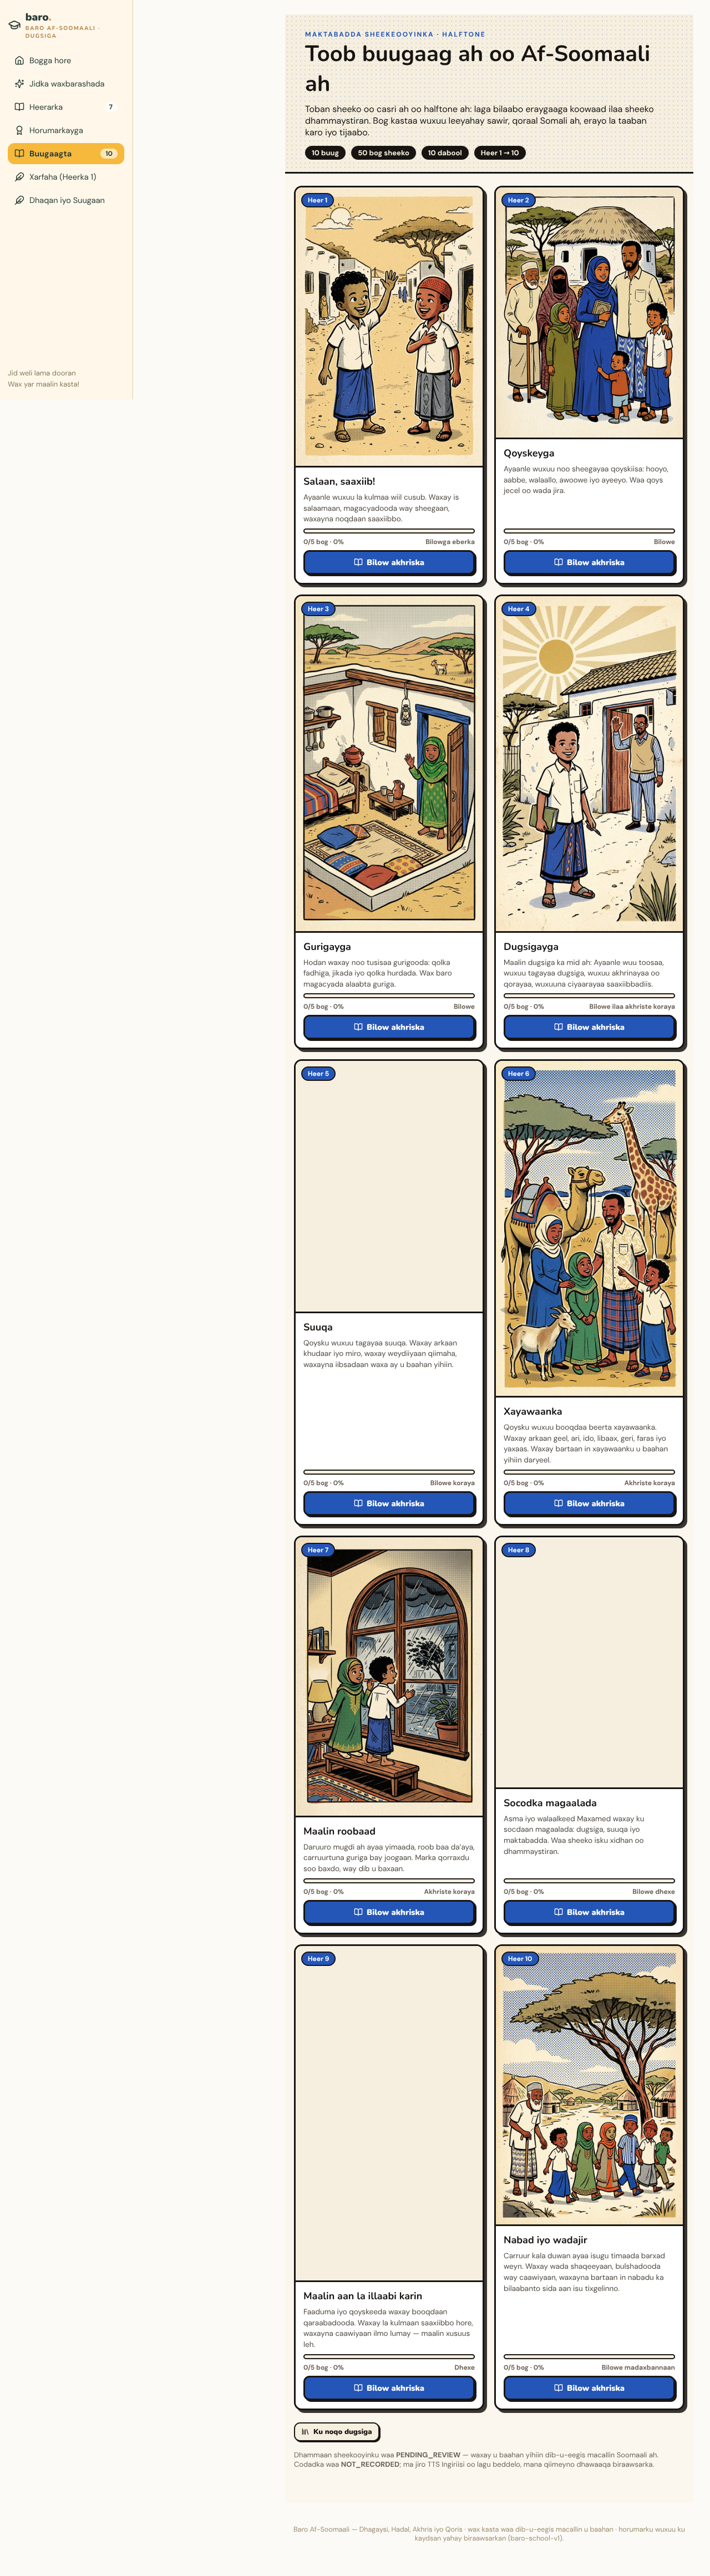 baro.
BARO AF-SOOMAALI ·
DUGSIGA
Bogga hore
Jidka waxbarashada
Heerarka 7
Horumarkayga
Buugaagta 10
Xarfaha (Heerka 1)
Dhaqan iyo Suugaan
Jid weli lama dooran
Wax yar maalin kasta!
MAKTABADDA SHEEKEOOYINKA · HALFTONE
Toob buugaag ah oo Af-Soomaali
ah
Toban sheeko oo casri ah oo halftone ah: laga bilaabo eraygaaga koowaad ilaa sheeko
dhammaystiran. Bog kastaa wuxuu leeyahay sawir, qoraal Somali ah, erayo la taaban
karo iyo tijaabo.
10 buug 50 bog sheeko 10 dabool Heer 1 → 10
Heer 1
Salaan, saaxiib!
Ayaanle wuxuu la kulmaa wiil cusub. Waxay is
salaamaan, magacyadooda way sheegaan,
waxayna noqdaan saaxiibbo.
0/5 bog · 0% Bilowga eberka
Bilow akhriska
Heer 2
Qoyskeyga
Ayaanle wuxuu noo sheegayaa qoyskiisa: hooyo,
aabbe, walaallo, awoowe iyo ayeeyo. Waa qoys
jecel oo wada jira.
0/5 bog · 0% Bilowe
Bilow akhriska
Heer 3
Gurigayga
Hodan waxay noo tusisaa gurigooda: qolka
fadhiga, jikada iyo qolka hurdada. Wax baro
magacyada alaabta guriga.
0/5 bog · 0% Bilowe
Bilow akhriska
Heer 4
Dugsigayga
Maalin dugsiga ka mid ah: Ayaanle wuu toosaa,
wuxuu tagayaa dugsiga, wuxuu akhrinayaa oo
qorayaa, wuxuuna ciyaarayaa saaxiibbadiis.
0/5 bog · 0% Bilowe ilaa akhriste koraya
Bilow akhriska
Heer 5
Suuqa
Qoysku wuxuu tagayaa suuqa. Waxay arkaan
khudaar iyo miro, waxay weydiiyaan qiimaha,
waxayna iibsadaan waxa ay u baahan yihiin.
0/5 bog · 0% Bilowe koraya
Bilow akhriska
Heer 6
Xayawaanka
Qoysku wuxuu booqdaa beerta xayawaanka.
Waxay arkaan geel, ari, ido, libaax, geri, faras iyo
yaxaas. Waxay bartaan in xayawaanku u baahan
yihiin daryeel.
0/5 bog · 0% Akhriste koraya
Bilow akhriska
Heer 7
Maalin roobaad
Daruuro mugdi ah ayaa yimaada, roob baa da'aya,
carruurtuna guriga bay joogaan. Marka qorraxdu
soo baxdo, way dib u baxaan.
0/5 bog · 0% Akhriste koraya
Bilow akhriska
Heer 8
Socodka magaalada
Asma iyo walaalkeed Maxamed waxay ku
socdaan magaalada: dugsiga, suuqa iyo
maktabadda. Waa sheeko isku xidhan oo
dhammaystiran.
0/5 bog · 0% Bilowe dhexe
Bilow akhriska
Heer 9
Maalin aan la illaabi karin
Faaduma iyo qoyskeeda waxay booqdaan
qaraabadooda. Waxay la kulmaan saaxiibbo hore,
waxayna caawiyaan ilmo lumay — maalin xusuus
leh.
0/5 bog · 0% Dhexe
Bilow akhriska
Heer 10
Nabad iyo wadajir
Carruur kala duwan ayaa isugu timaada barxad
weyn. Waxay wada shaqeeyaan, bulshadooda
way caawiyaan, waxayna bartaan in nabadu ka
bilaabanto sida aan isu tixgelinno.
0/5 bog · 0% Bilowe madaxbannaan
Bilow akhriska
Ku noqo dugsiga
Dhammaan sheekooyinku waa PENDING_REVIEW — waxay u baahan yihiin dib-u-eegis macallin Soomaali ah.
Codadka waa NOT_RECORDED: ma jiro TTS Ingiriisi oo lagu beddelo, mana qiimeyno dhawaaqa biraawsarka.
Baro Af-Soomaali — Dhagaysi, Hadal, Akhris iyo Qoris · wax kasta waa dib-u-eegis macallin u baahan · horumarku wuxuu ku
kaydsan yahay biraawsarkan (baro-school-v1).